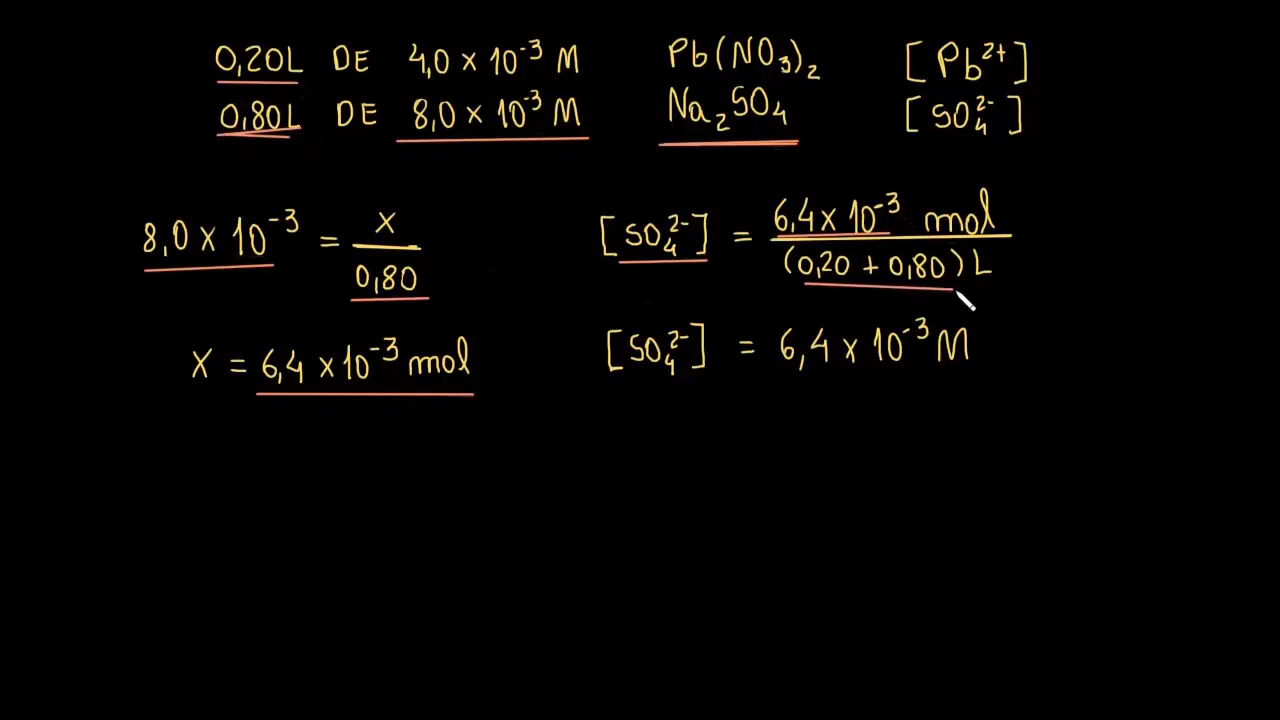 0,20L DE 4,0 x 10⁻³ M Pb(NO₃)₂ [Pb²⁺]
0,80L DE 8,0 x 10⁻³ M Na₂SO₄ [SO₄²⁻]
8,0 x 10⁻³ = x / 0,80
x = 6,4 x 10⁻³ mol
[SO₄²⁻] = 6,4 x 10⁻³ mol / (0,20 + 0,80) L
[SO₄²⁻] = 6,4 x 10⁻³ M